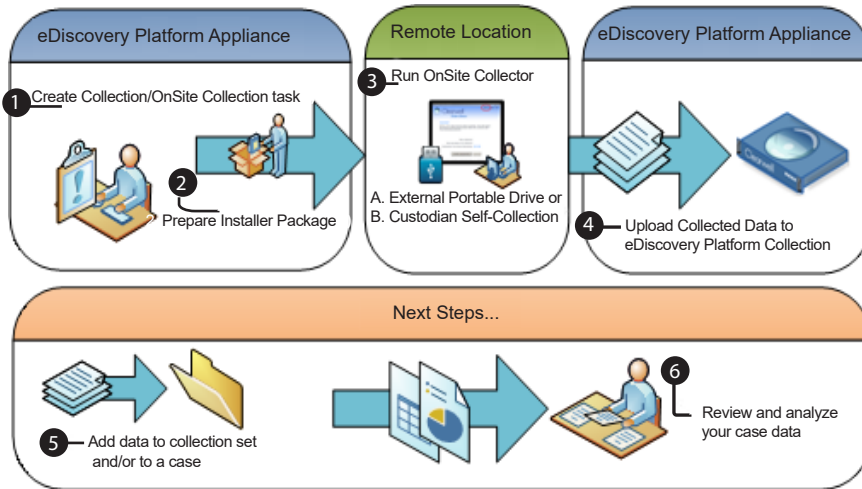 eDiscovery Platform Appliance
1 Create Collection/OnSite Collection task
2
Prepare Installer Package
Remote Location
3 Run OnSite Collector
A. External Portable Drive or
B. Custodian Self-Collection
eDiscovery Platform Appliance
4 Upload Collected Data to
eDiscovery Platform Collection
Next Steps...
5 Add data to collection set
and/or to a case
6
Review and analyze
your case data